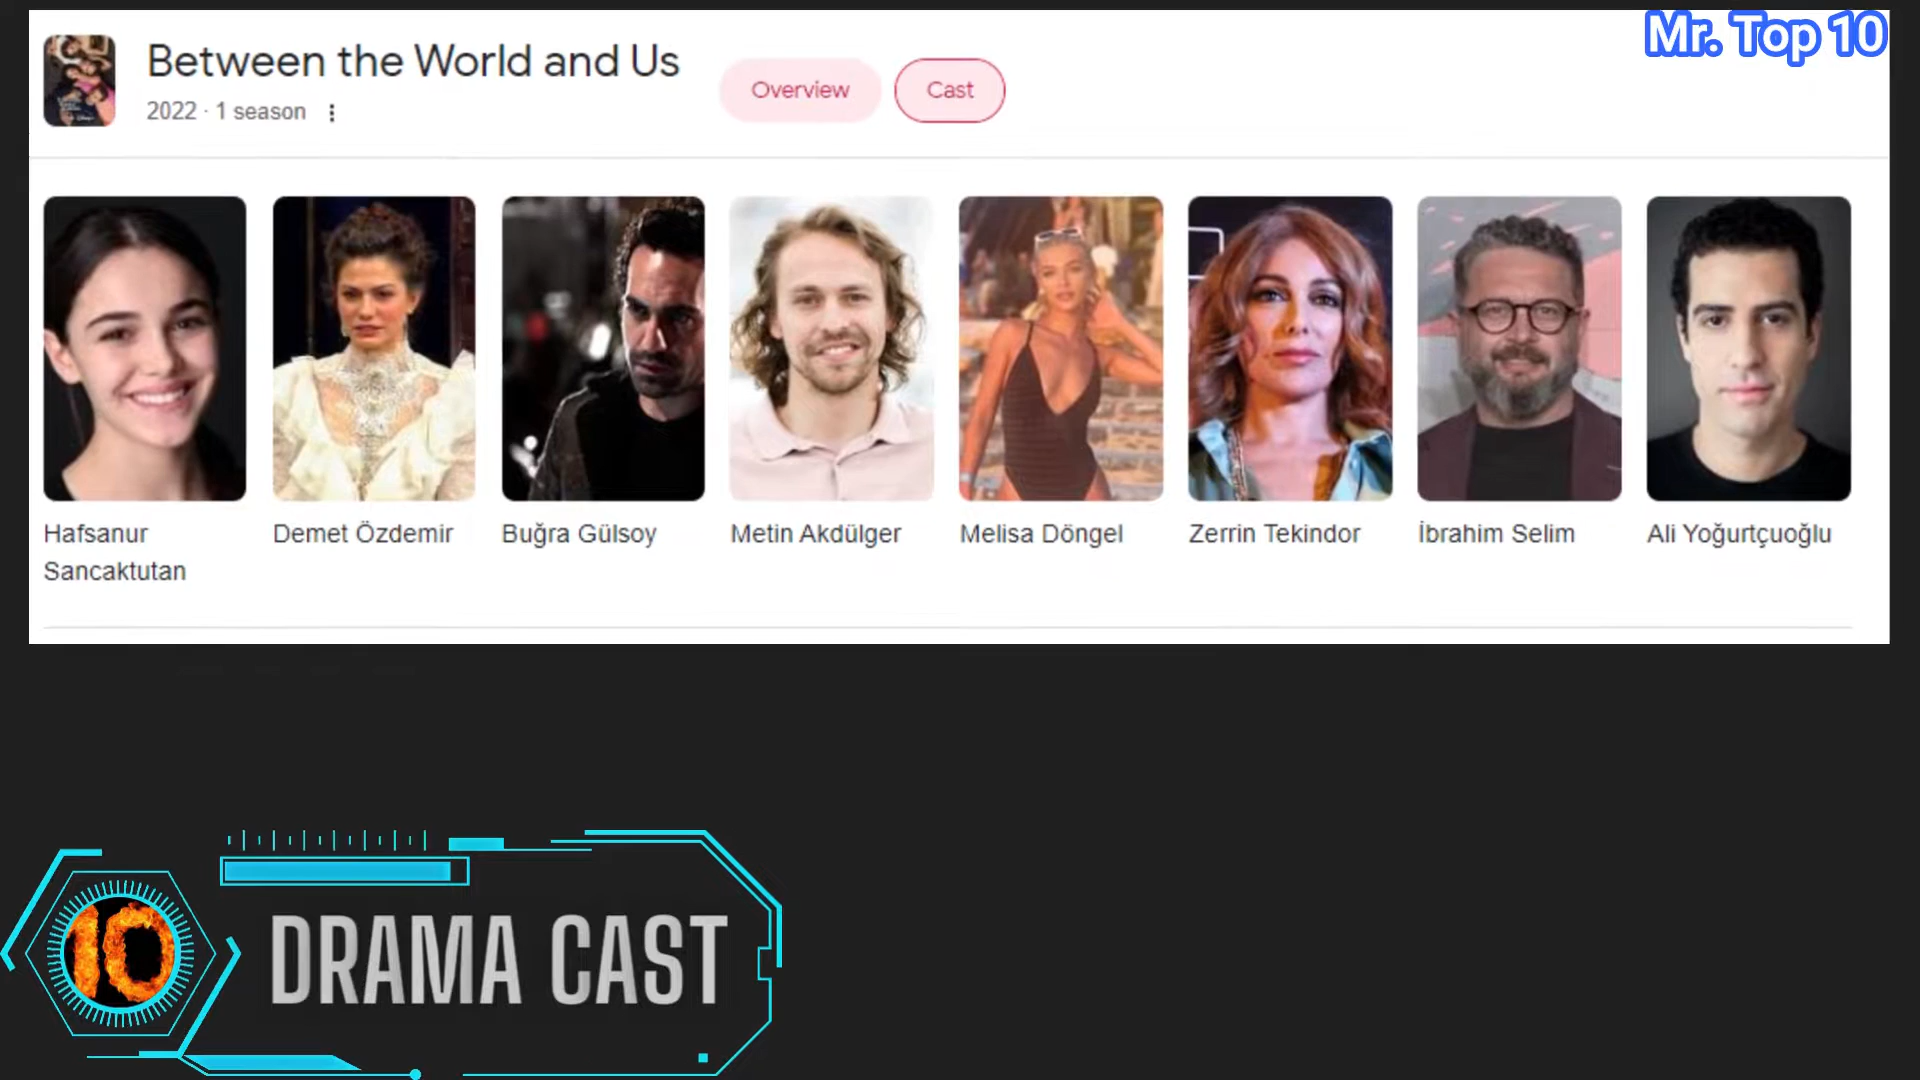 Mr. Top 10
Between the World and Us
2022 · 1 season
Overview
Cast
Hafsanur
Sancaktutan
Demet Özdemir
Buğra Gülsoy
Metin Akdülger
Melisa Döngel
Zerrin Tekindor
İbrahim Selim
Ali Yoğurtçuoğlu
10
DRAMA CAST